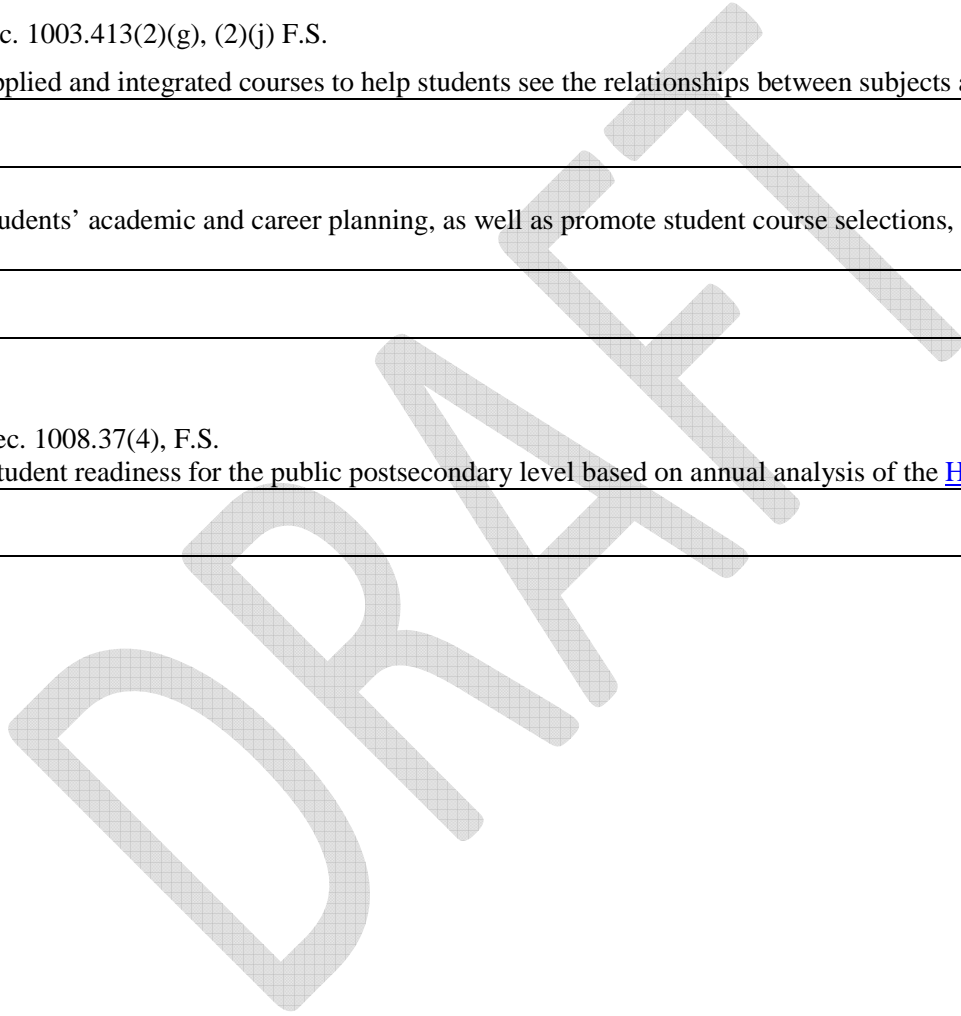 c. 1003.413(2)(g), (2)(j) F.S.
pplied and integrated courses to help students see the relationships between subjects a
udents’ academic and career planning, as well as promote student course selections,
ec. 1008.37(4), F.S.
tudent readiness for the public postsecondary level based on annual analysis of the H
DRAFT